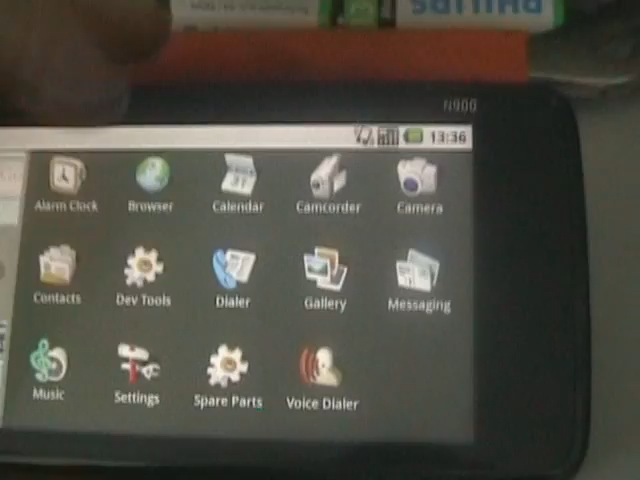 PHILIPS
N900
13:36
Alarm Clock
Browser
Calendar
Camcorder
Camera
Contacts
Dev Tools
Dialer
Gallery
Messaging
Music
Settings
Spare Parts
Voice Dialer